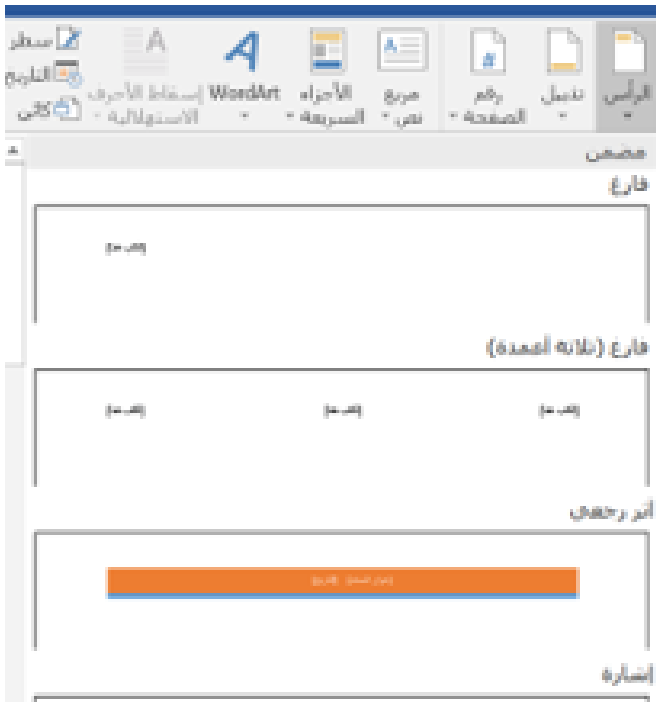 الرأس
تذييل
رقم الصفحة
مربع نص
الأجزاء السريعة
WordArt
إسقاط الأحرف الاستهلالية
سطر
التاريخ
كائن
مضمن
فارغ
فارغ (ثلاثة أعمدة)
أثر رجعي
إشارة